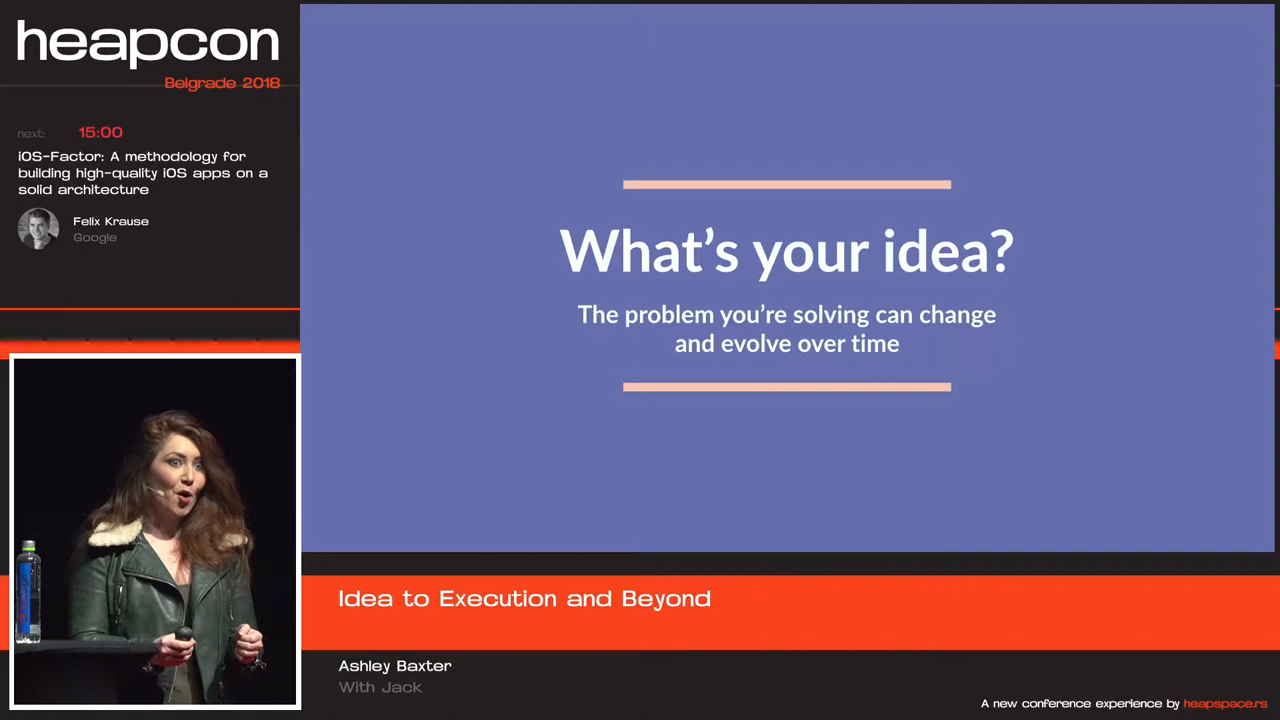 heapcon
Belgrade 2018
next: 15:00
iOS-Factor: A methodology for
building high-quality iOS apps on a
solid architecture
Felix Krause
Google
What's your idea?
The problem you're solving can change
and evolve over time
Idea to Execution and Beyond
Ashley Baxter
With Jack
A new conference experience by heapspace.rs